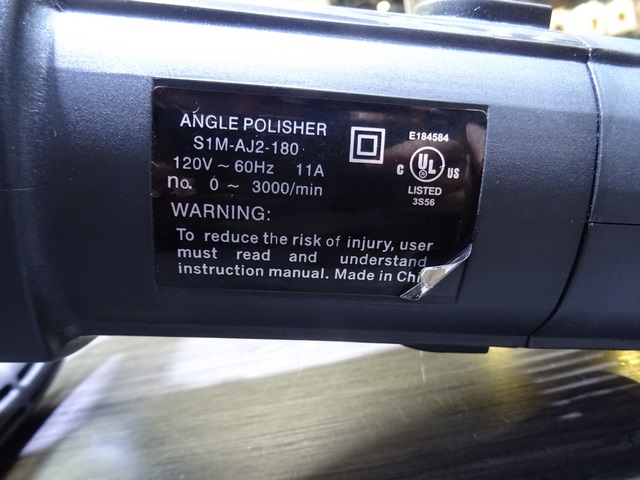 ANGLE POLISHER
S1M-AJ2-180
120V ~ 60Hz 11A
no. 0 ~ 3000/min
E184584
C UL US
LISTED
3S56
WARNING:
To reduce the risk of injury, user
must read and understand
instruction manual. Made in Chi